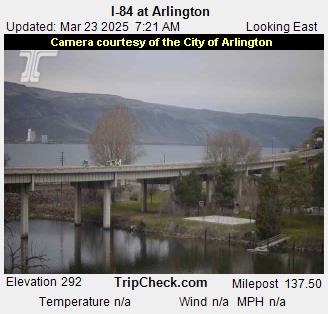 I-84 at Arlington
Updated: Mar 23 2025 7:21 AM Looking East
Camera courtesy of the City of Arlington
Elevation 292 TripCheck.com Milepost 137.50
Temperature n/a Wind n/a MPH n/a